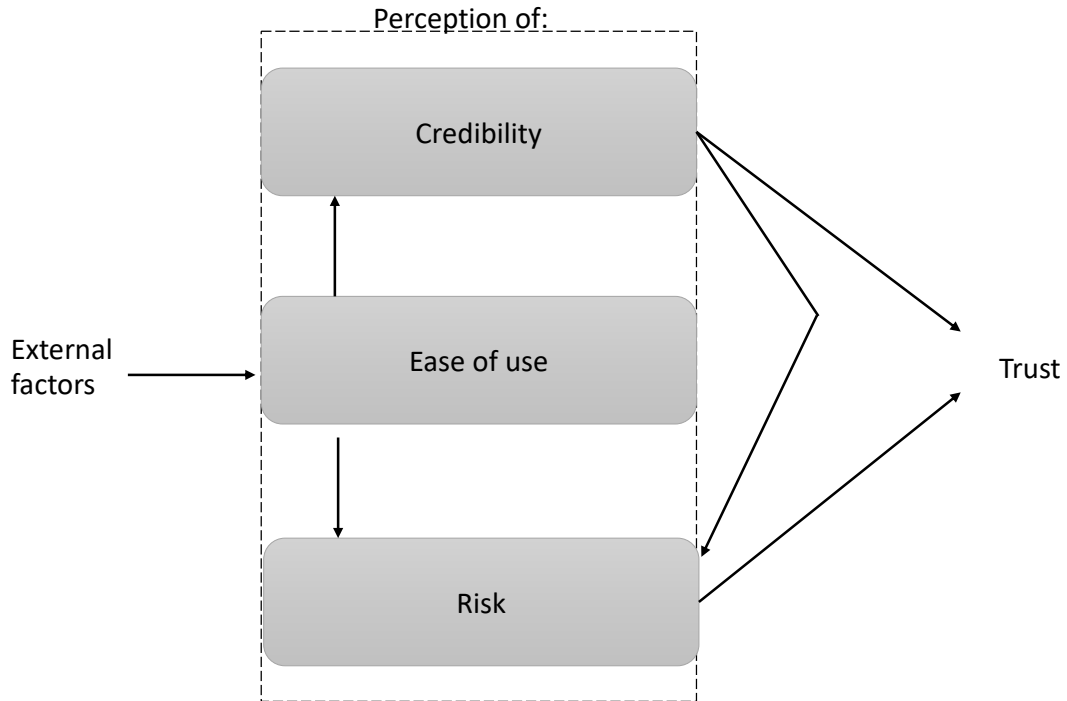 Perception of:
Credibility
External
factors
Ease of use
Trust
Risk